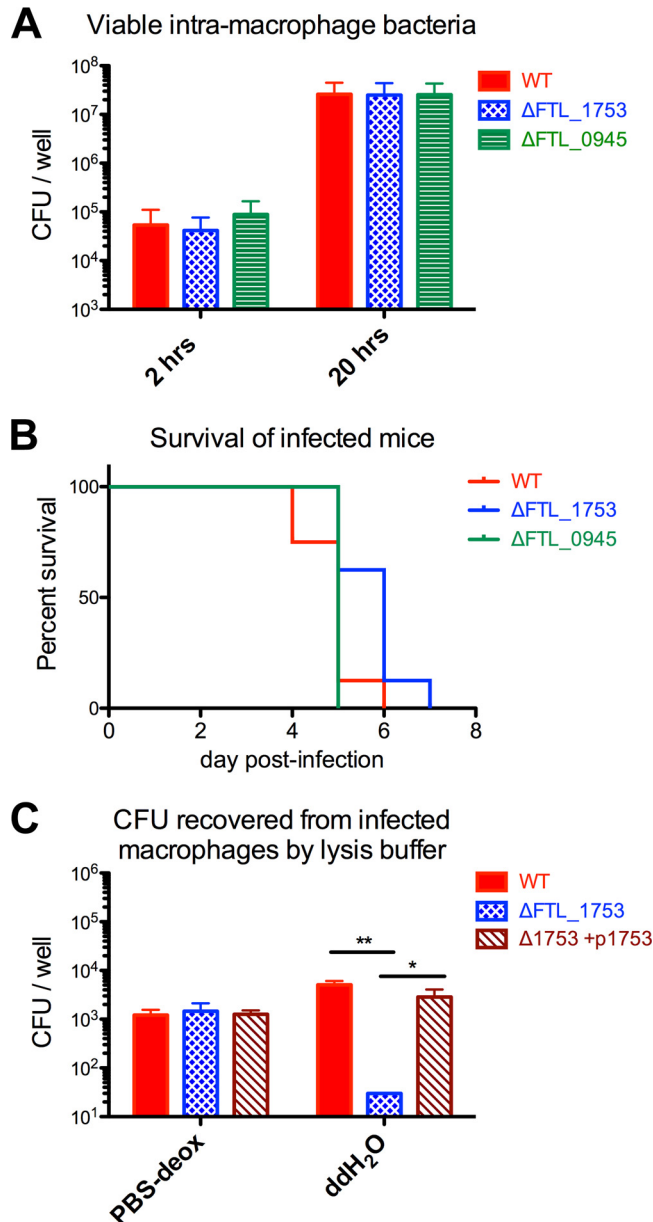 A
Viable intra-macrophage bacteria
CFU / well
10⁸
10⁷
10⁶
10⁵
10⁴
10³
2 hrs
20 hrs
WT
ΔFTL_1753
ΔFTL_0945
B
Survival of infected mice
Percent survival
100
50
0
0 2 4 6 8
day post-infection
WT
ΔFTL_1753
ΔFTL_0945
C
CFU recovered from infected
macrophages by lysis buffer
CFU / well
10⁶
10⁵
10⁴
10³
10²
10¹
**
*
PBS-deox
ddH₂O
WT
ΔFTL_1753
Δ1753 +p1753